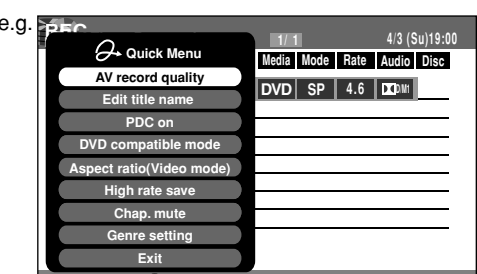 e.g.
REC
1/ 1 4/3 (Su)19:00
Quick Menu
Media Mode Rate Audio Disc
AV record quality
DVD SP 4.6 D/M1
Edit title name
PDC on
DVD compatible mode
Aspect ratio(Video mode)
High rate save
Chap. mute
Genre setting
Exit